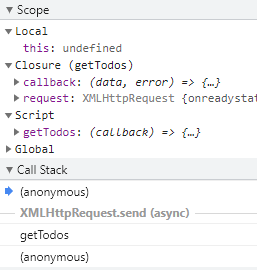 Scope
Local
this: undefined
Closure (getTodos)
callback: (data, error) => {…}
request: XMLHttpRequest {onreadystat
Script
getTodos: (callback) => {…}
Global
Call Stack
(anonymous)
XMLHttpRequest.send (async)
getTodos
(anonymous)